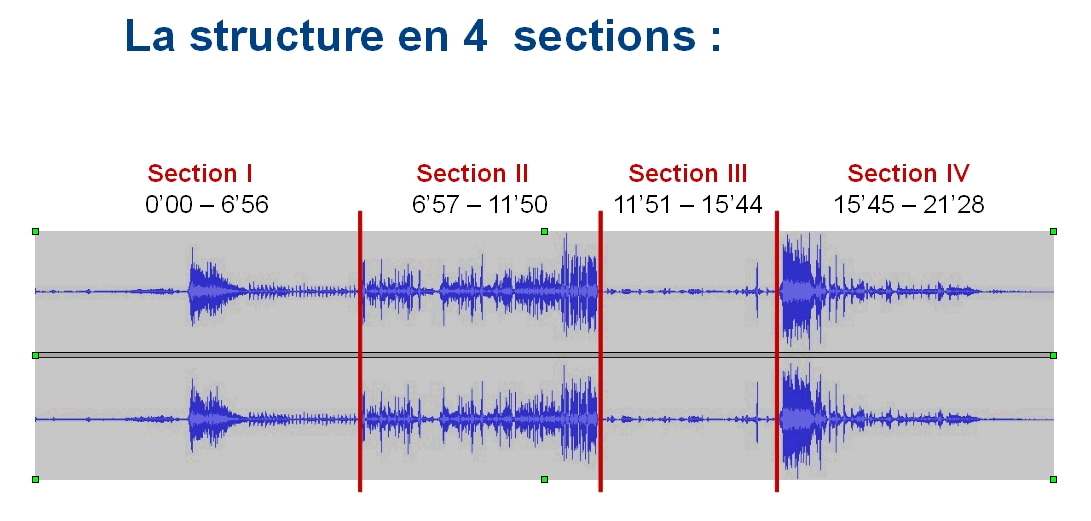 La structure en 4  sections :
Section I
0’00 – 6’56
Section II
6’57 – 11’50
Section III
11’51 – 15’44
Section IV
15’45 – 21’28